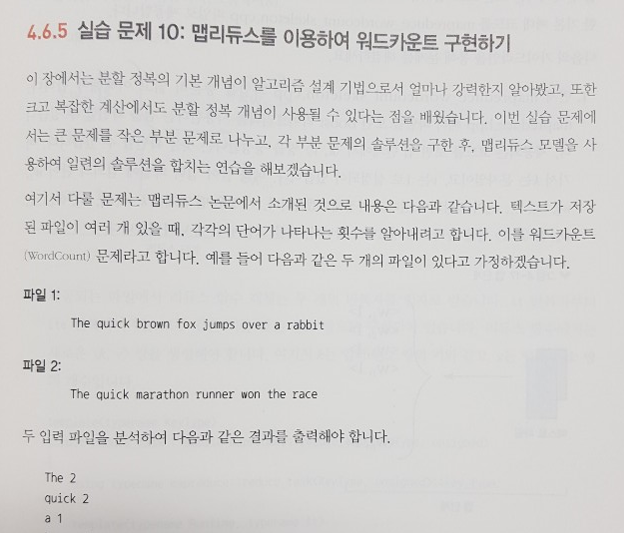 4.6.5 실습 문제 10: 맵리듀스를 이용하여 워드카운트 구현하기
이 장에서는 분할 정복의 기본 개념이 알고리즘 설계 기법으로서 얼마나 강력한지 알아봤고, 또한
크고 복잡한 계산에서도 분할 정복 개념이 사용될 수 있다는 점을 배웠습니다. 이번 실습 문제에
서는 큰 문제를 작은 부분 문제로 나누고, 각 부분 문제의 솔루션을 구한 후, 맵리듀스 모델을 사
용하여 일련의 솔루션을 합치는 연습을 해보겠습니다.
여기서 다룰 문제는 맵리듀스 논문에서 소개된 것으로 내용은 다음과 같습니다. 텍스트가 저장
된 파일이 여러 개 있을 때, 각각의 단어가 나타나는 횟수를 알아내려고 합니다. 이를 워드카운트
(WordCount) 문제라고 합니다. 예를 들어 다음과 같은 두 개의 파일이 있다고 가정하겠습니다.
파일 1:
The quick brown fox jumps over a rabbit
파일 2:
The quick marathon runner won the race
두 입력 파일을 분석하여 다음과 같은 결과를 출력해야 합니다.
The 2
quick 2
a 1